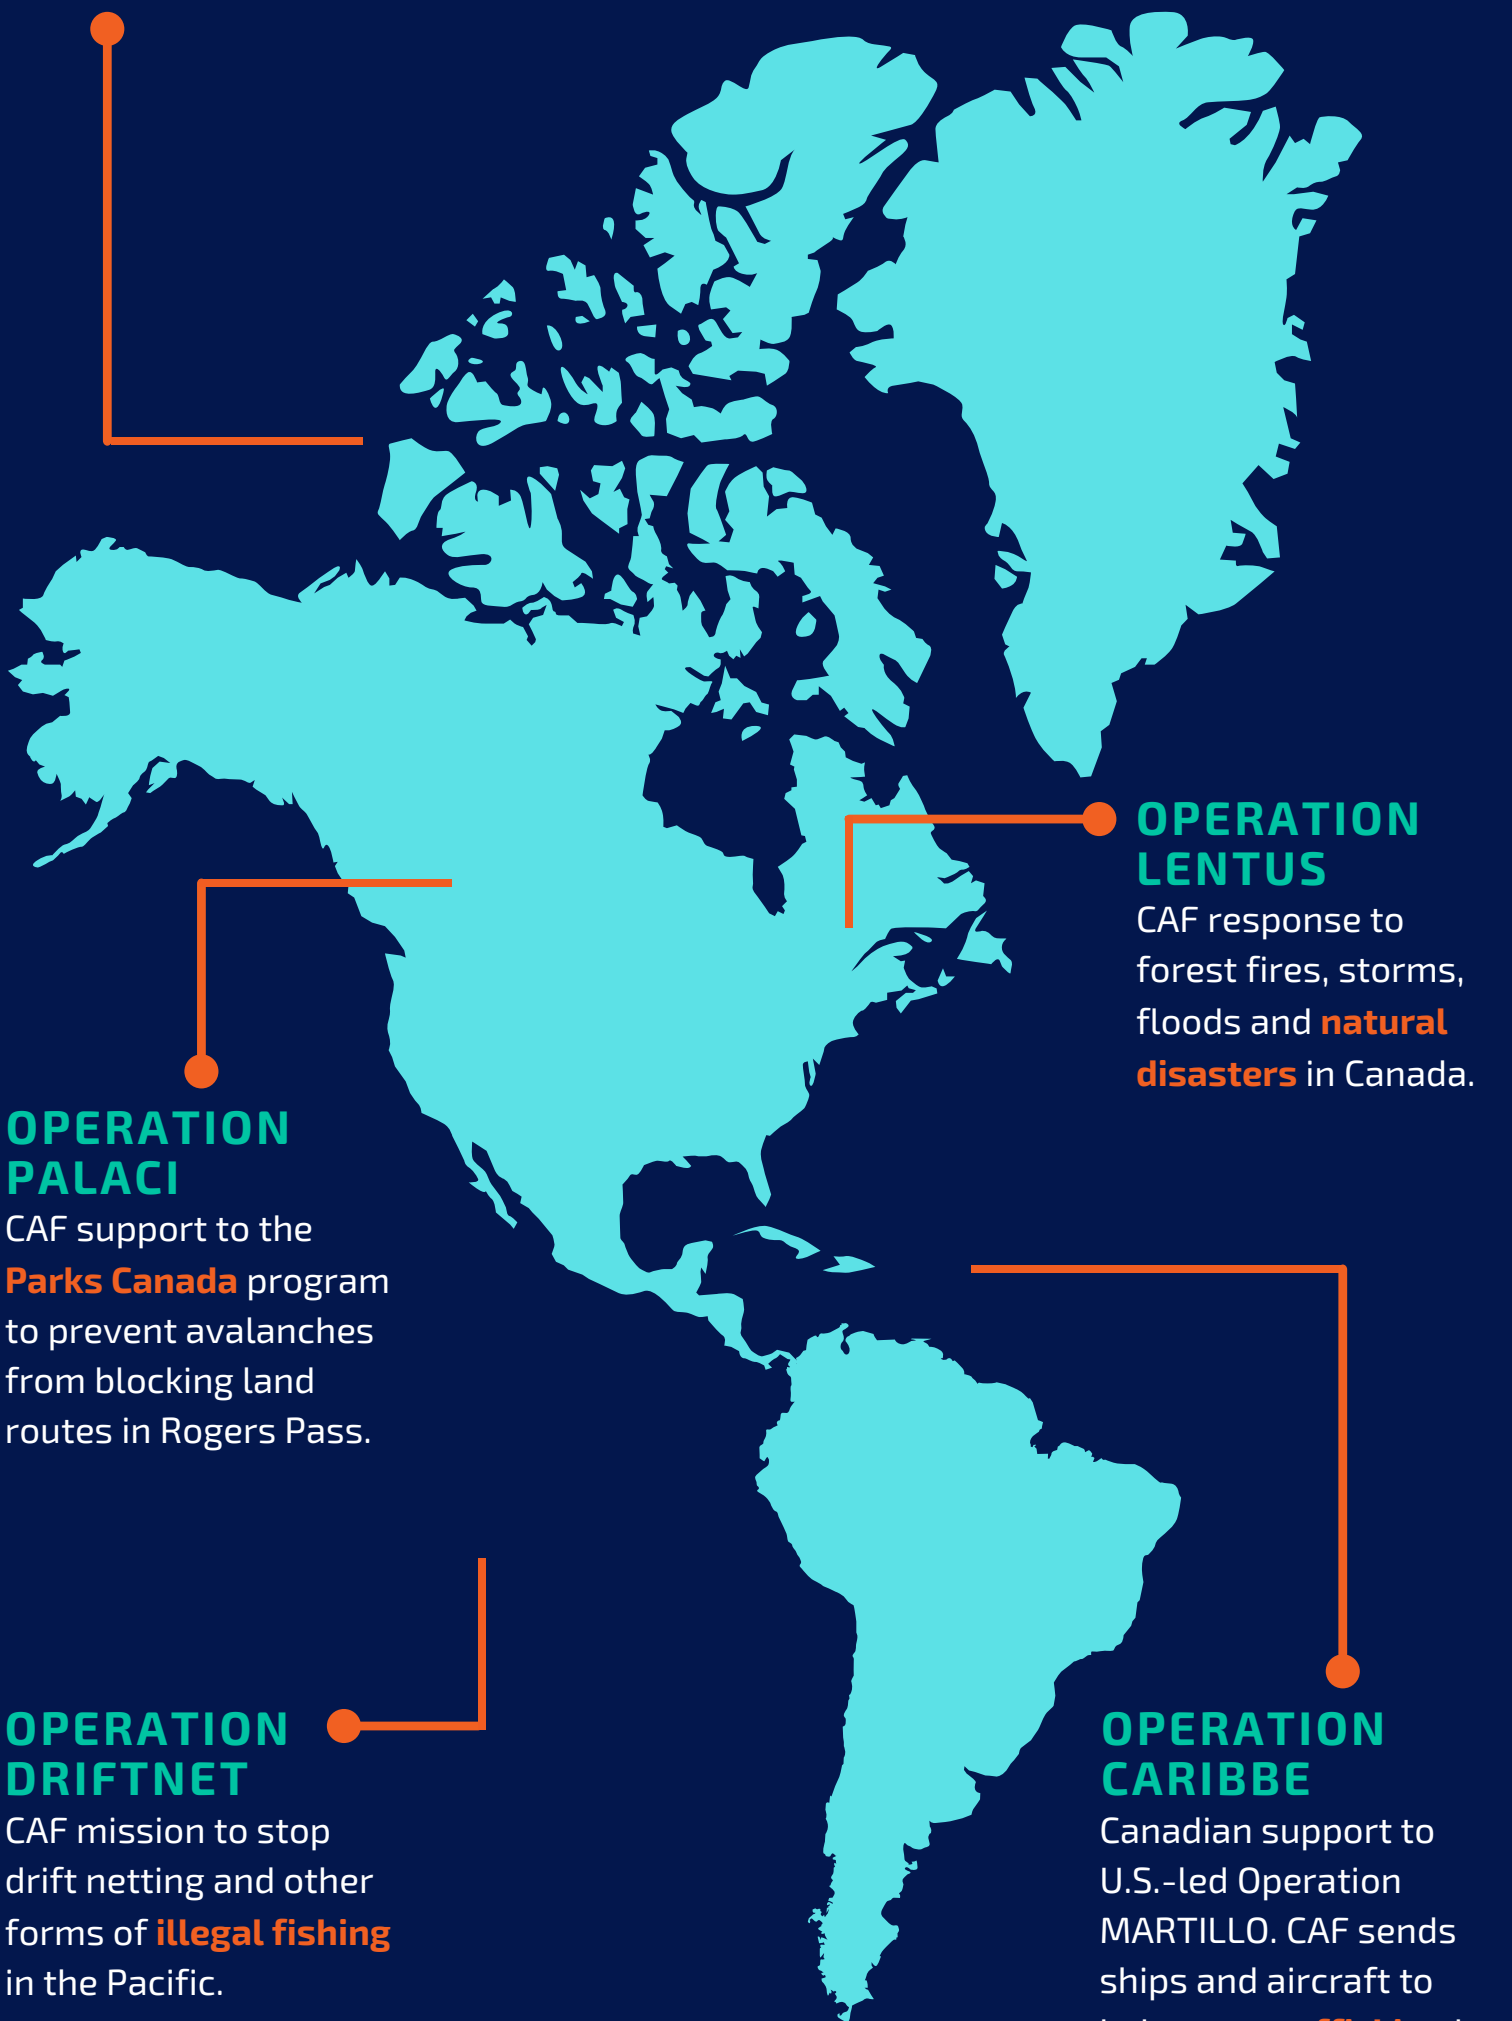 OPERATION
LENTUS
CAF response to
forest fires, storms,
floods and natural
disasters in Canada.
OPERATION
PALACI
CAF support to the
Parks Canada program
to prevent avalanches
from blocking land
routes in Rogers Pass.
OPERATION
DRIFTNET
CAF mission to stop
drift netting and other
forms of illegal fishing
in the Pacific.
OPERATION
CARIBBE
Canadian support to
U.S.-led Operation
MARTILLO. CAF sends
ships and aircraft to